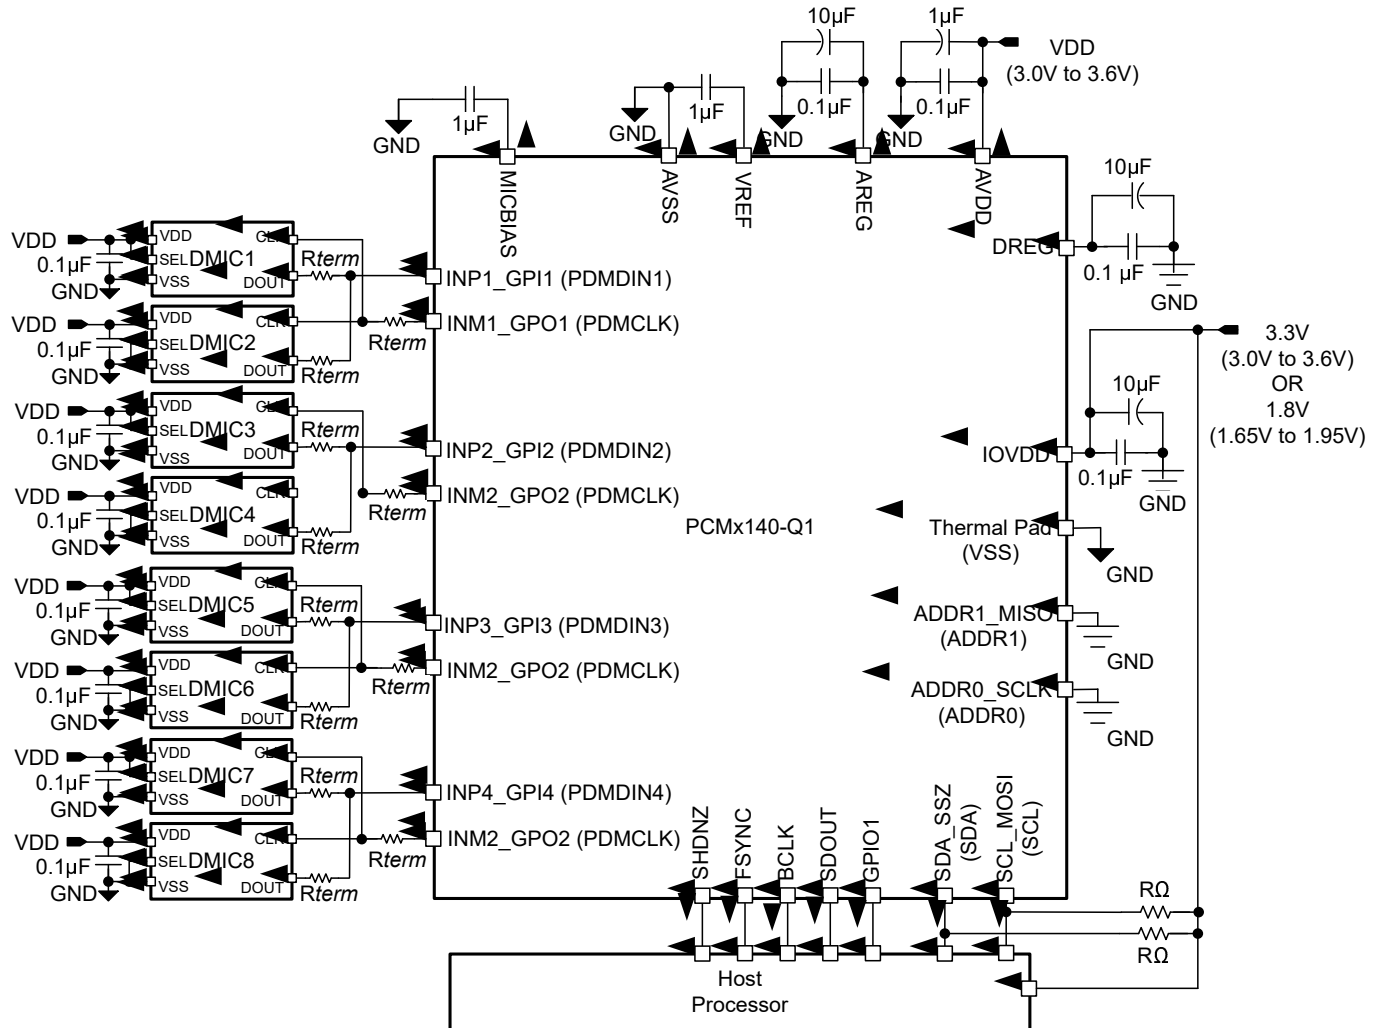 10µF
1µF
VDD
(3.0V to 3.6V)
0.1µF
0.1µF
1µF
1µF
GND
GND
GND
GND
MICBIAS
AVSS
VREF
AREG
AVDD
10µF
DREG
0.1 µF
GND
VDD
0.1µF
GND
VDD
SEL
VSS
DMIC1
CLK
DOUT
Rterm
INP1_GPI1 (PDMDIN1)
VDD
0.1µF
GND
VDD
SEL
VSS
DMIC2
CLK
DOUT
Rterm
Rterm
INM1_GPO1 (PDMCLK)
3.3V
(3.0V to 3.6V)
OR
1.8V
(1.65V to 1.95V)
10µF
IOVDD
0.1µF
GND
VDD
0.1µF
GND
VDD
SEL
VSS
DMIC3
CLK
DOUT
Rterm
INP2_GPI2 (PDMDIN2)
VDD
0.1µF
GND
VDD
SEL
VSS
DMIC4
CLK
DOUT
Rterm
Rterm
INM2_GPO2 (PDMCLK)
PCMx140-Q1
Thermal Pad
(VSS)
GND
VDD
0.1µF
GND
VDD
SEL
VSS
DMIC5
CLK
DOUT
Rterm
INP3_GPI3 (PDMDIN3)
ADDR1_MISO
(ADDR1)
GND
VDD
0.1µF
GND
VDD
SEL
VSS
DMIC6
CLK
DOUT
Rterm
Rterm
INM2_GPO2 (PDMCLK)
ADDR0_SCLK
(ADDR0)
GND
VDD
0.1µF
GND
VDD
SEL
VSS
DMIC7
CLK
DOUT
Rterm
INP4_GPI4 (PDMDIN4)
VDD
0.1µF
GND
VDD
SEL
VSS
DMIC8
CLK
DOUT
Rterm
Rterm
INM2_GPO2 (PDMCLK)
SHDNZ
FSYNC
BCLK
SDOUT
GPIO1
SDA_SSZ
(SDA)
SCL_MOSI
(SCL)
RΩ
RΩ
Host
Processor